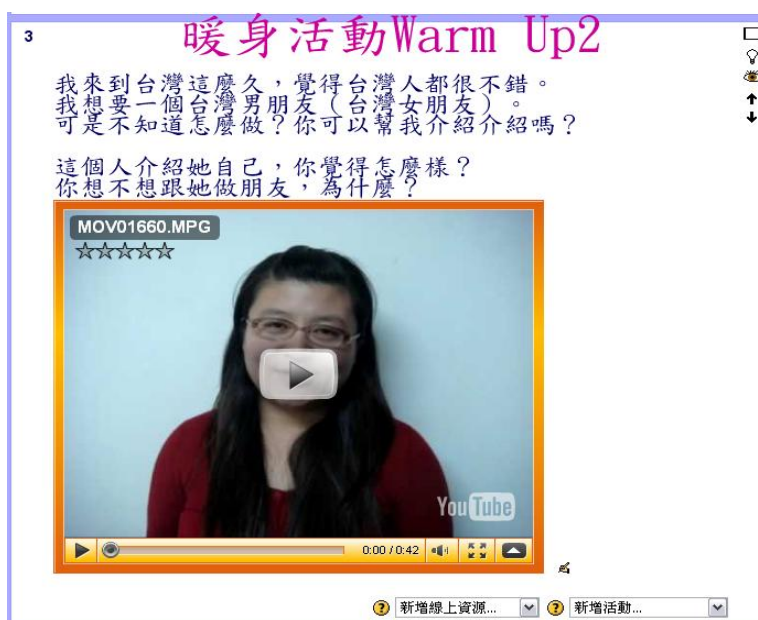 3
暖身活動Warm Up2
我來到台灣這麼久，覺得台灣人都很不錯。
我想要一個台灣男朋友（台灣女朋友）。
可是不知道怎麼做？你可以幫我介紹介紹嗎？
這個人介紹她自己，你覺得怎麼樣？
你想不想跟她做朋友，為什麼？
MOV01660.MPG
YouTube
0:00 / 0:42
新增線上資源...
新增活動...